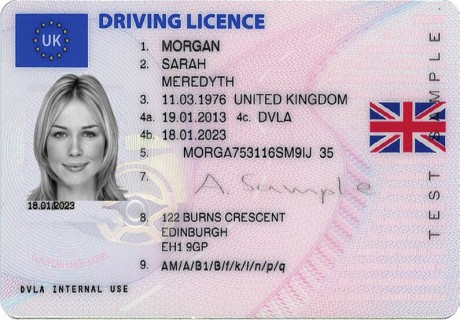 DRIVING LICENCE
UK
1. MORGAN
2. SARAH
MEREDYTH
3. 11.03.1976 UNITED KINGDOM
4a. 19.01.2013 4c. DVLA
4b. 18.01.2023
5. MORGA753116SM9IJ 35
7. A. Sample
18.01.2023
8. 122 BURNS CRESCENT
EDINBURGH
EH1 9GP
9. AM/A/B1/B/f/k/l/n/p/q
DVLA INTERNAL USE
TEST SAMPLE